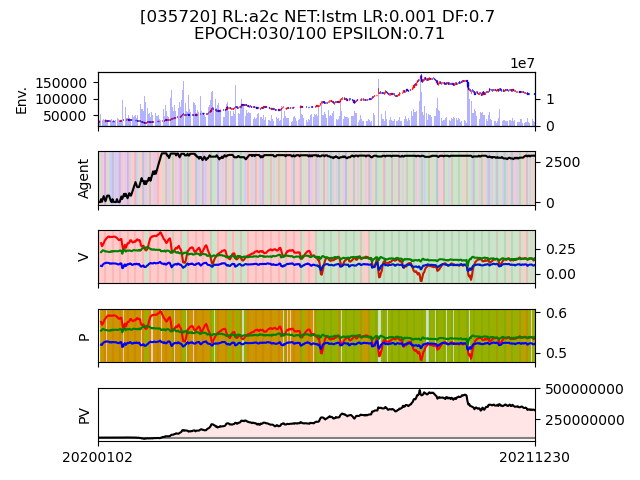 [035720] RL:a2c NET:lstm LR:0.001 DF:0.7
EPOCH:030/100 EPSILON:0.71
1e7
Env.
150000
100000
50000
1
0
Agent
2500
0
V
0.25
0.00
P
0.6
0.5
PV
500000000
250000000
20200102
20211230